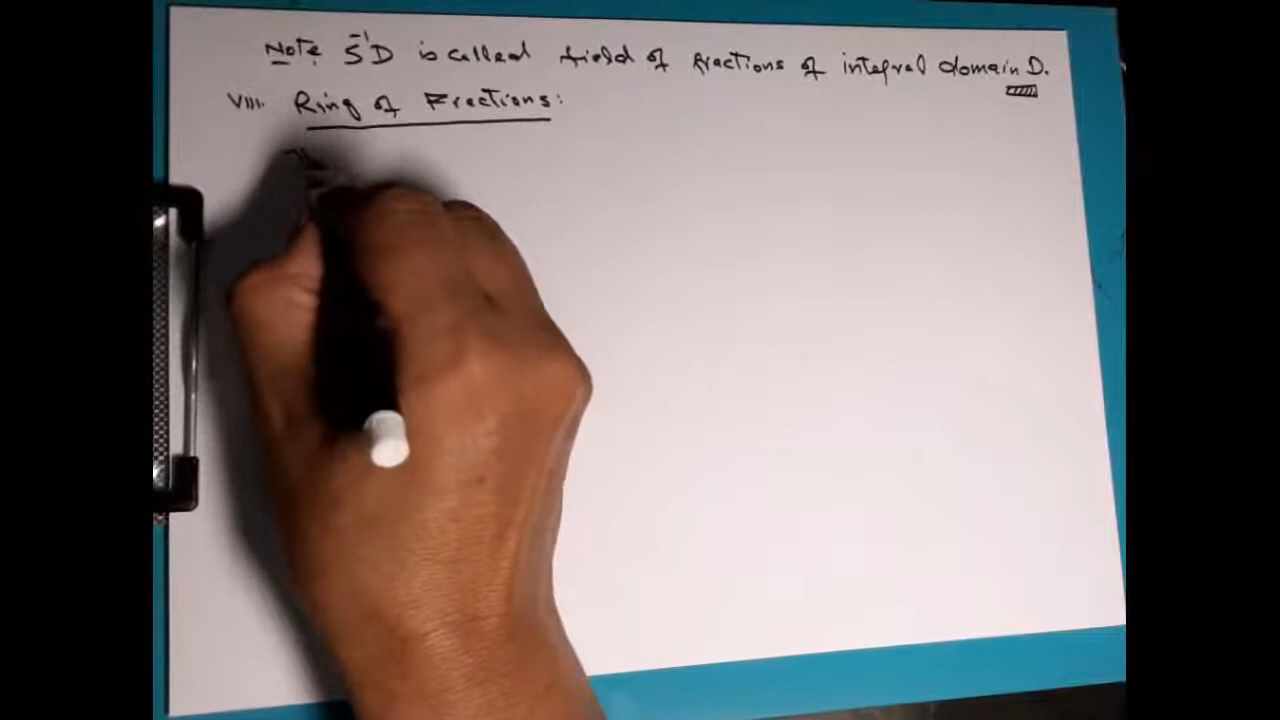 Note S⁻¹D is called field of fractions of integral domain D.
VIII. Ring of Fractions: